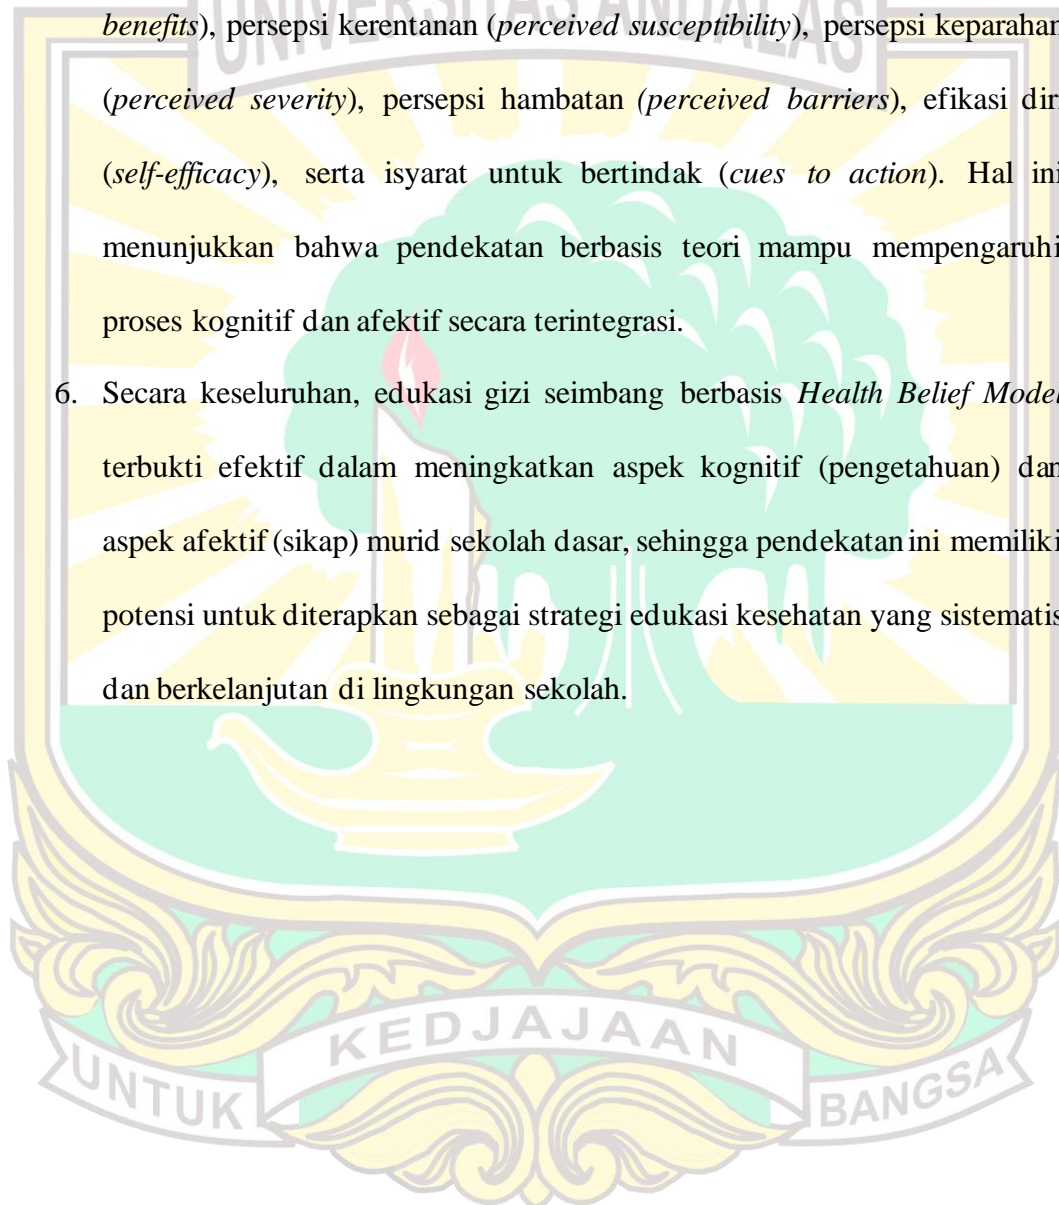 UNIVERSITAS ANDALAS
benefits), persepsi kerentanan (perceived susceptibility), persepsi keparahan
(perceived severity), persepsi hambatan (perceived barriers), efikasi diri
(self-efficacy), serta isyarat untuk bertindak (cues to action). Hal ini
menunjukkan bahwa pendekatan berbasis teori mampu mempengaruhi
proses kognitif dan afektif secara terintegrasi.
6. Secara keseluruhan, edukasi gizi seimbang berbasis Health Belief Model
terbukti efektif dalam meningkatkan aspek kognitif (pengetahuan) dan
aspek afektif (sikap) murid sekolah dasar, sehingga pendekatan ini memiliki
potensi untuk diterapkan sebagai strategi edukasi kesehatan yang sistematis
dan berkelanjutan di lingkungan sekolah.
UNTUK KEDJAJAAN BANGSA